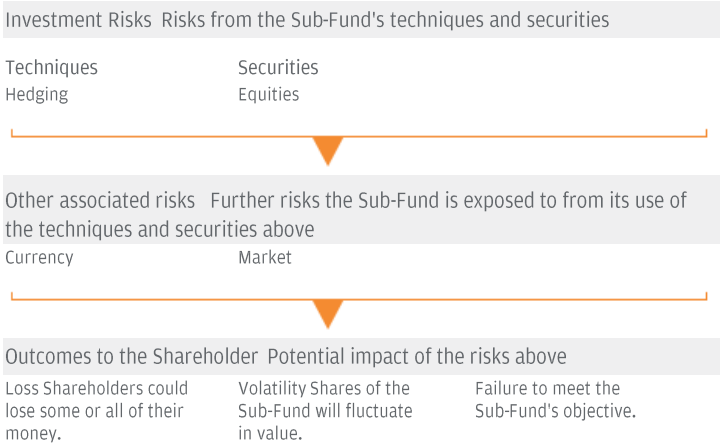 Investment Risks Risks from the Sub-Fund's techniques and securities
Techniques Securities
Hedging Equities
Other associated risks Further risks the Sub-Fund is exposed to from its use of
the techniques and securities above
Currency Market
Outcomes to the Shareholder Potential impact of the risks above
Loss Shareholders could
lose some or all of their
money.
Volatility Shares of the
Sub-Fund will fluctuate
in value.
Failure to meet the
Sub-Fund's objective.